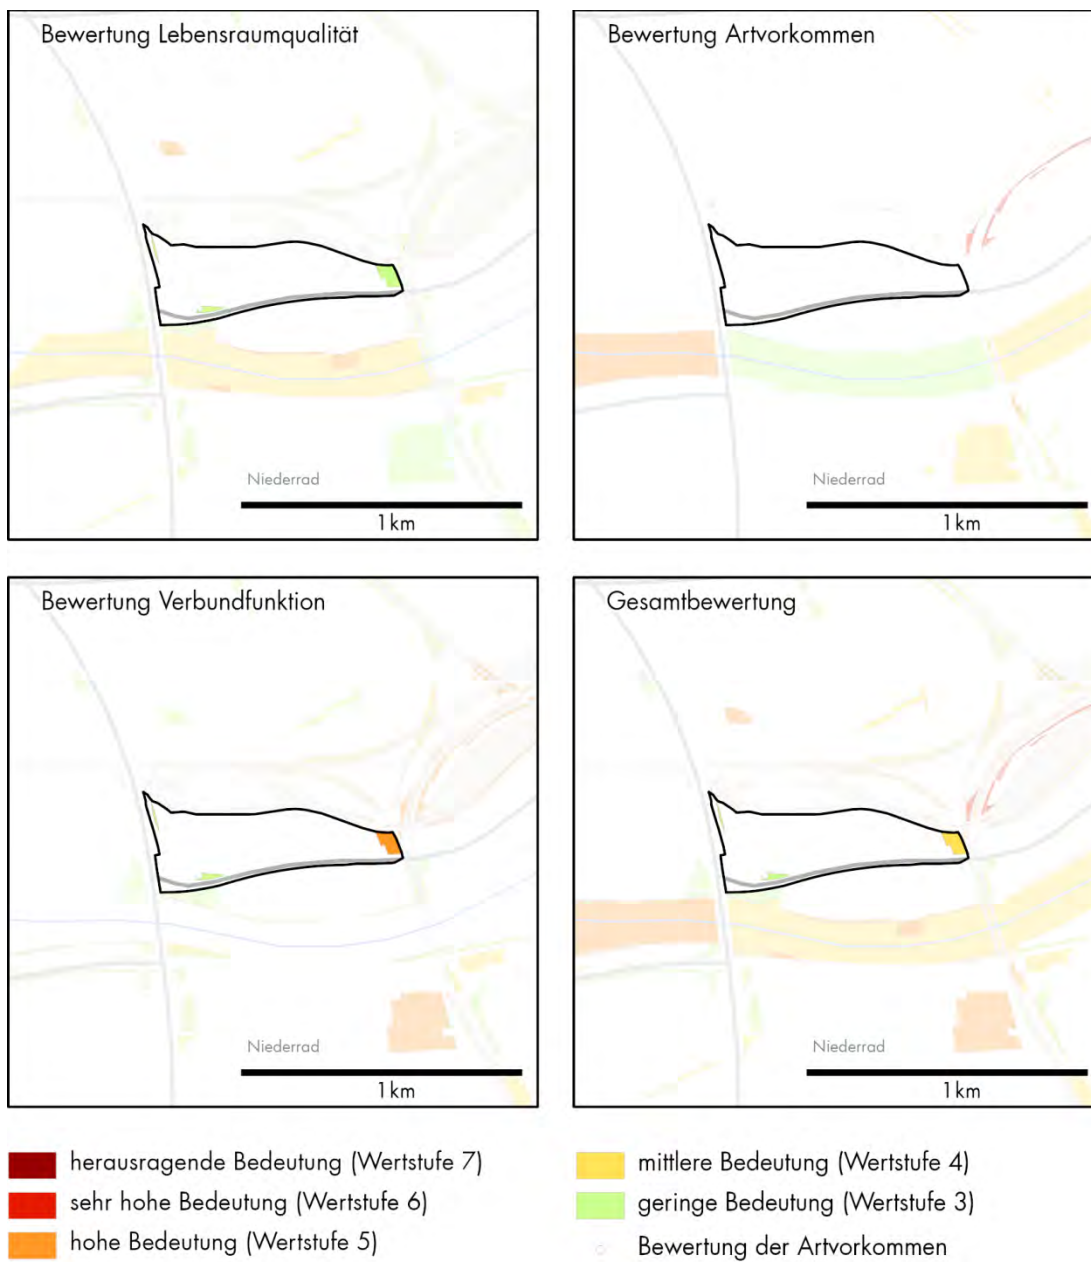 Bewertung Lebensraumqualität
Niederrad
1 km
Bewertung Artvorkommen
Niederrad
1 km
Bewertung Verbundfunktion
Niederrad
1 km
Gesamtbewertung
Niederrad
1 km
herausragende Bedeutung (Wertstufe 7)
sehr hohe Bedeutung (Wertstufe 6)
hohe Bedeutung (Wertstufe 5)
mittlere Bedeutung (Wertstufe 4)
geringe Bedeutung (Wertstufe 3)
Bewertung der Artvorkommen